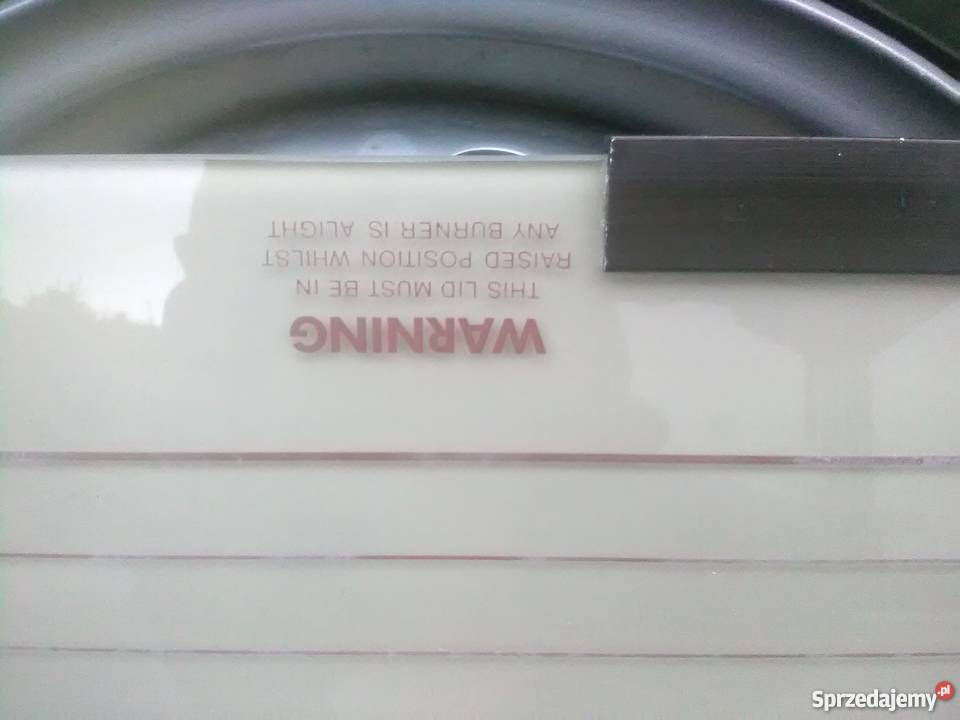 WARNING
THIS LID MUST BE IN
RAISED POSITION WHILST
ANY BURNER IS ALIGHT
Sprzedajemy.pl